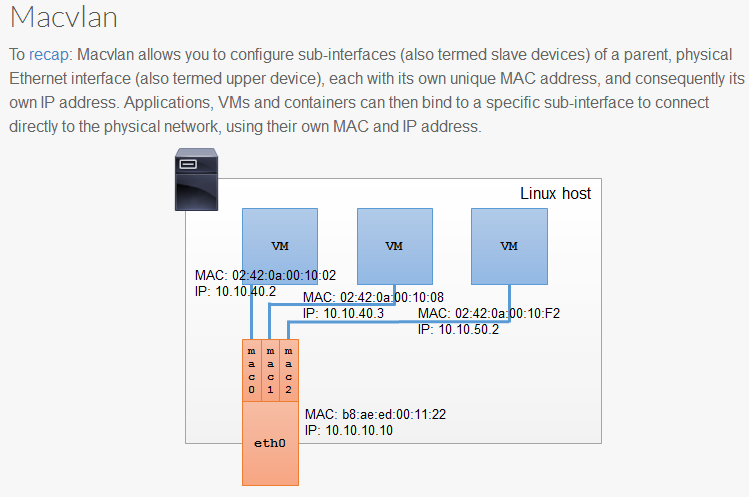 Macvlan
To recap: Macvlan allows you to configure sub-interfaces (also termed slave devices) of a parent, physical
Ethernet interface (also termed upper device), each with its own unique MAC address, and consequently its
own IP address. Applications, VMs and containers can then bind to a specific sub-interface to connect
directly to the physical network, using their own MAC and IP address.
Linux host
VM
VM
VM
MAC: 02:42:0a:00:10:02
IP: 10.10.40.2
MAC: 02:42:0a:00:10:08
IP: 10.10.40.3
MAC: 02:42:0a:00:10:F2
IP: 10.10.50.2
mac0
mac1
mac2
MAC: b8:ae:ed:00:11:22
IP: 10.10.10.10
eth0